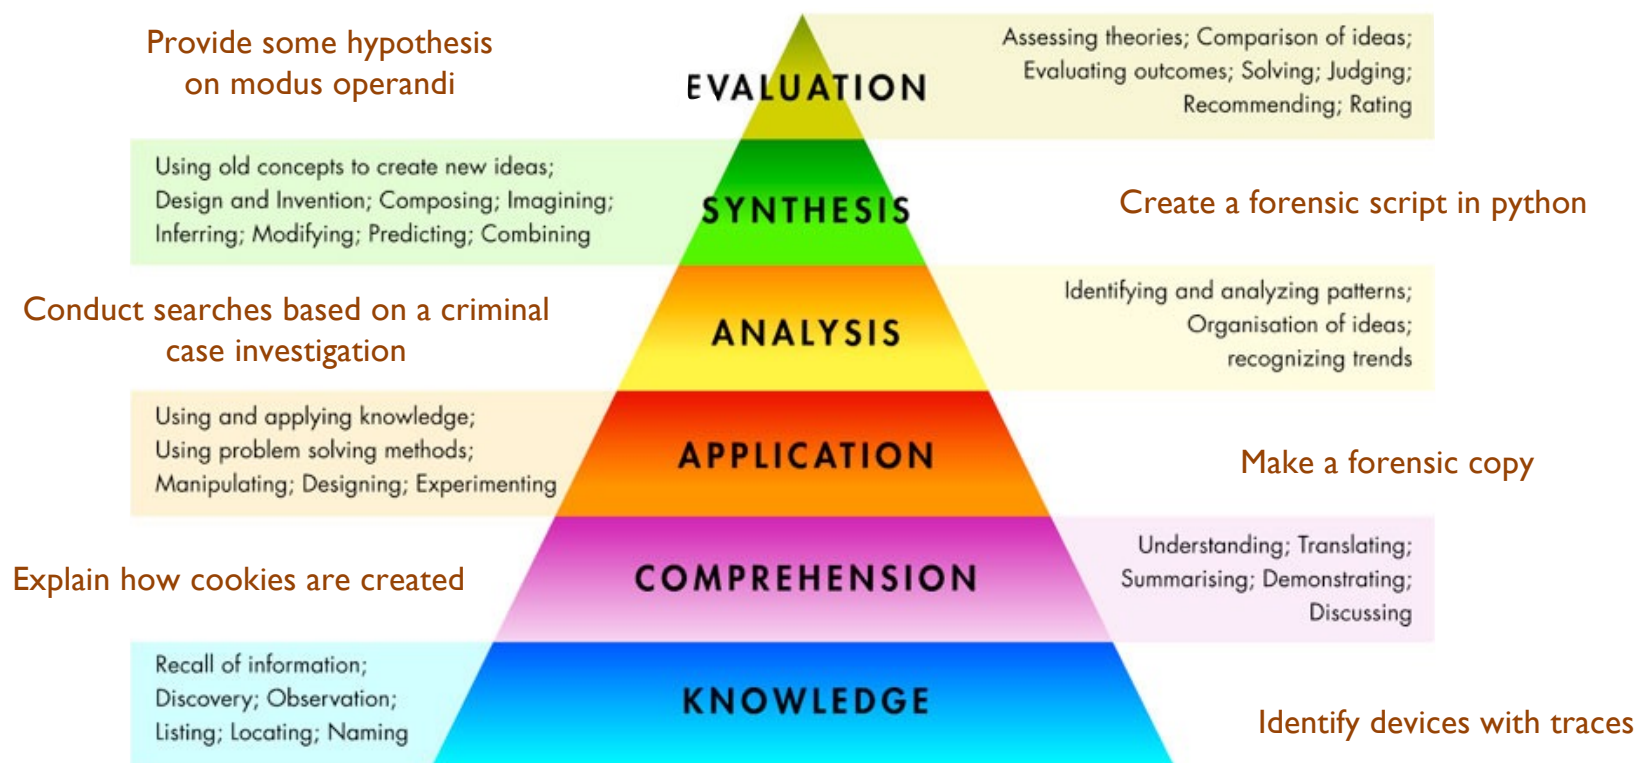 Provide some hypothesis
on modus operandi
EVALUATION
Assessing theories; Comparison of ideas;
Evaluating outcomes; Solving; Judging;
Recommending; Rating
Using old concepts to create new ideas;
Design and Invention; Composing; Imagining;
Inferring; Modifying; Predicting; Combining
SYNTHESIS
Create a forensic script in python
Conduct searches based on a criminal
case investigation
ANALYSIS
Identifying and analyzing patterns;
Organisation of ideas;
recognizing trends
Using and applying knowledge;
Using problem solving methods;
Manipulating; Designing; Experimenting
APPLICATION
Make a forensic copy
Explain how cookies are created
COMPREHENSION
Understanding; Translating;
Summarising; Demonstrating;
Discussing
Recall of information;
Discovery; Observation;
Listing; Locating; Naming
KNOWLEDGE
Identify devices with traces